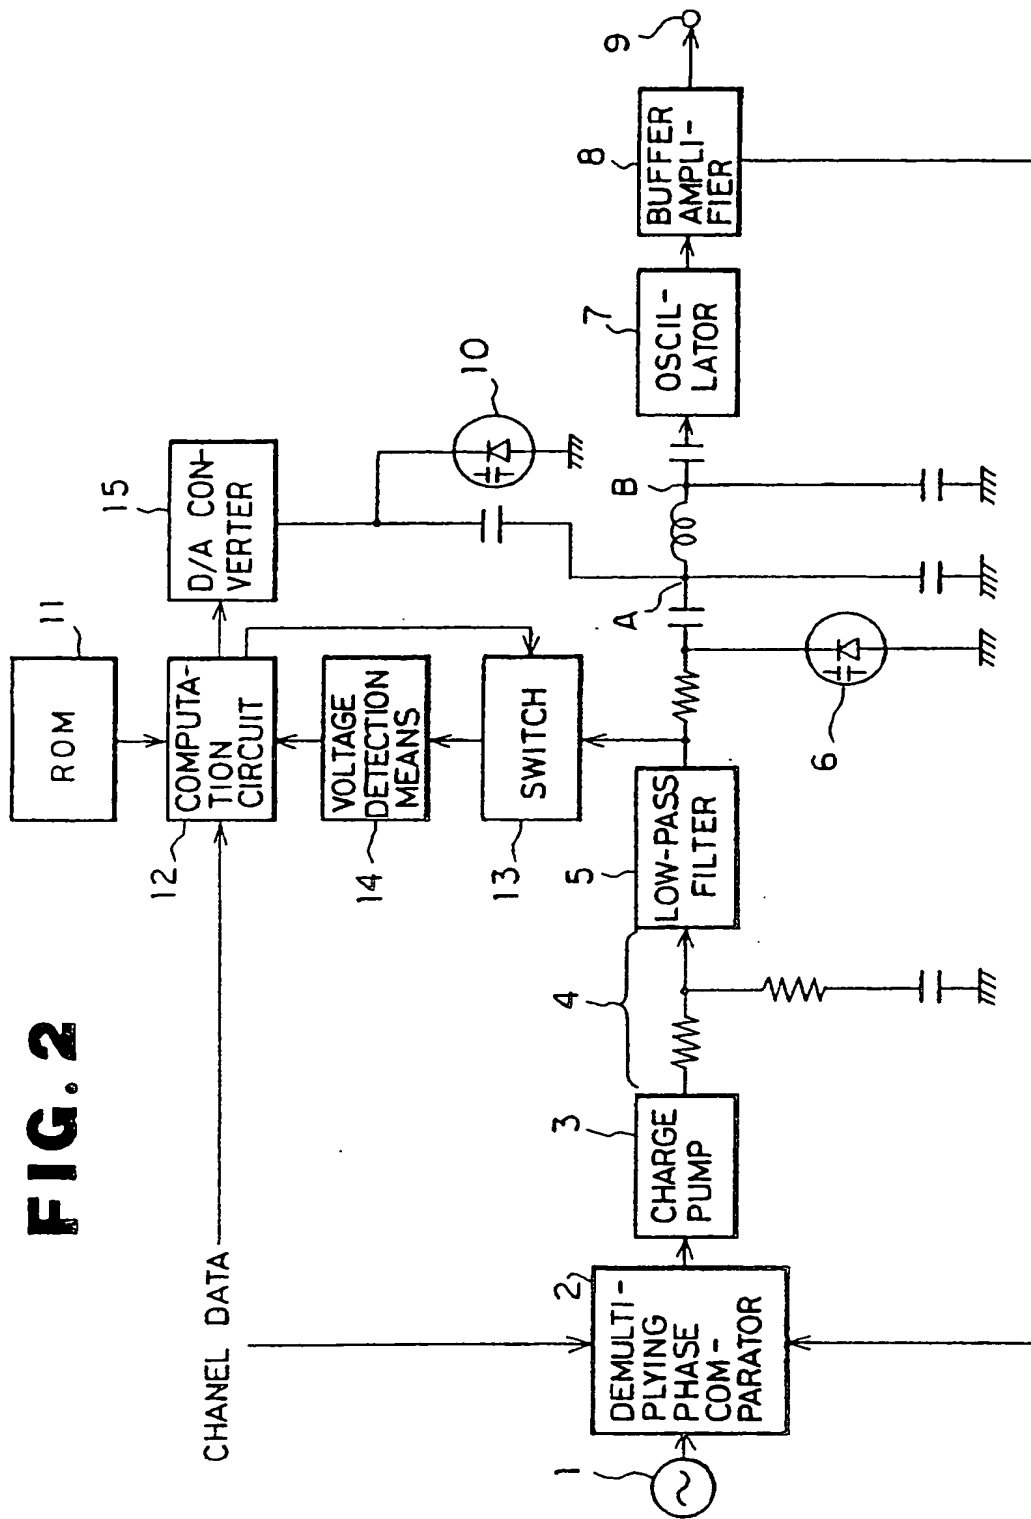 FIG. 2
CHANEL DATA
11
ROM
12
COMPUTA-
TION
CIRCUIT
15
D/A CON-
VERTER
14
VOLTAGE
DETECTION
MEANS
13
SWITCH
10
1
2
DEMULTI-
PLYING
PHASE
COM-
PARATOR
3
CHARGE
PUMP
4
5
LOW-PASS
FILTER
6
A
B
7
OSCIL-
LATOR
8
BUFFER
AMPLI-
FIER
9